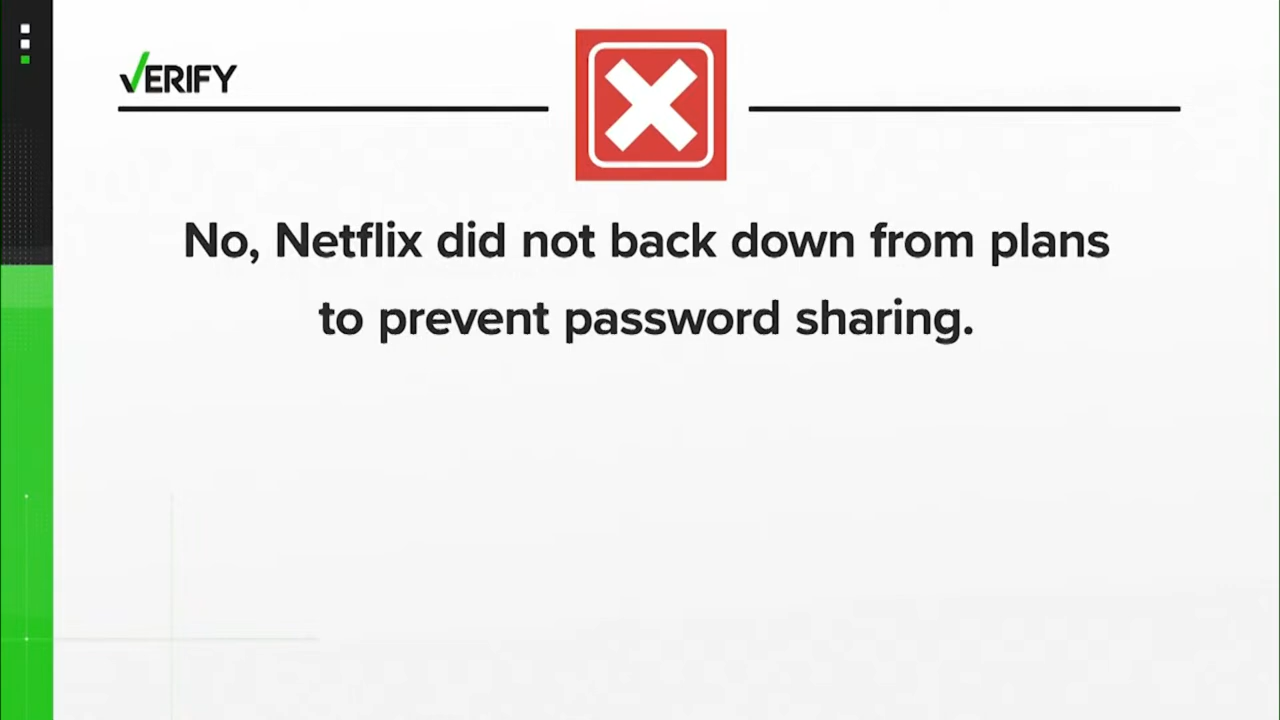 VERIFY
No, Netflix did not back down from plans
to prevent password sharing.